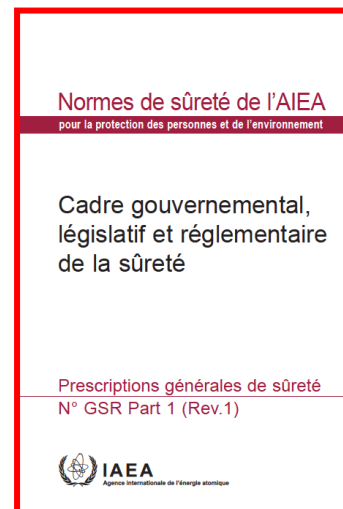 Normes de sûreté de l'AIEA
pour la protection des personnes et de l'environnement
Cadre gouvernemental,
législatif et réglementaire
de la sûreté
Prescriptions générales de sûreté
N° GSR Part 1 (Rev.1)
IAEA
Agence internationale de l'énergie atomique